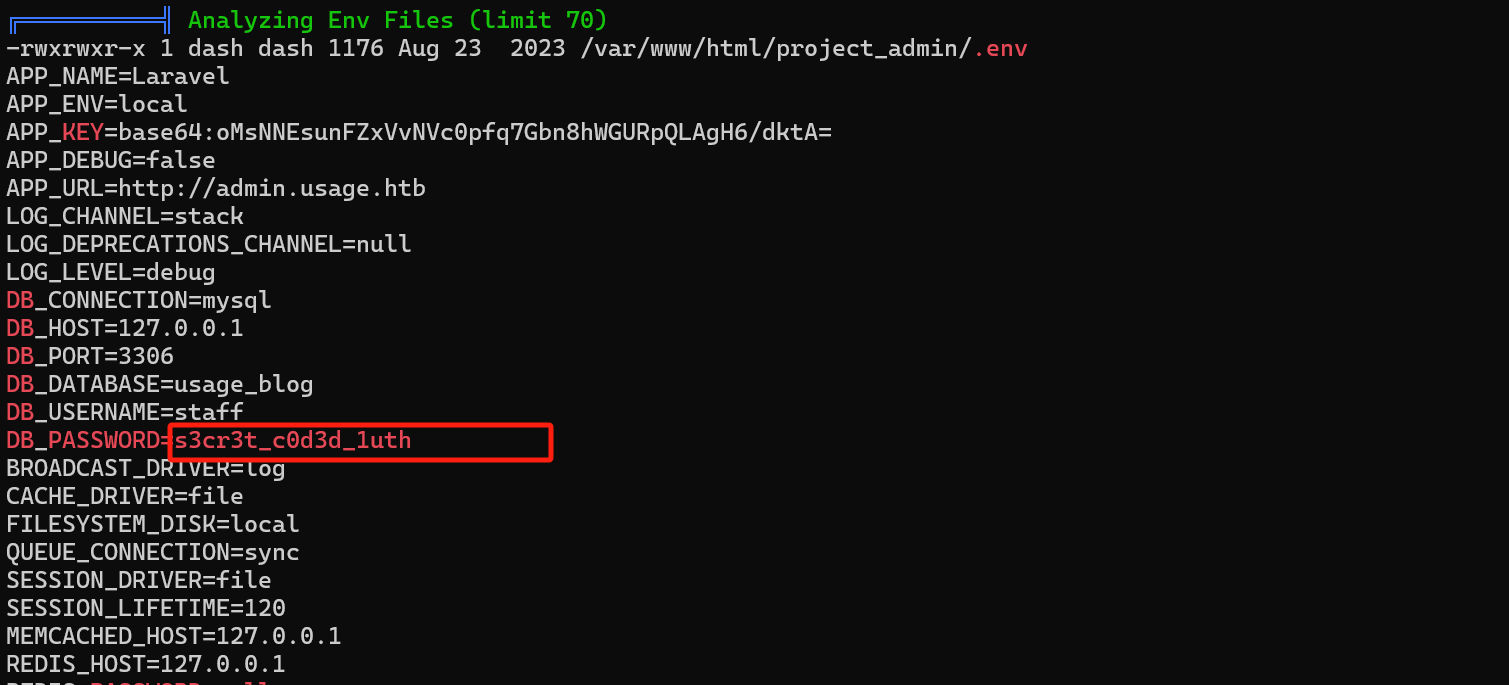 Analyzing Env Files (limit 70)
-rwxrwxr-x 1 dash dash 1176 Aug 23  2023 /var/www/html/project_admin/.env
APP_NAME=Laravel
APP_ENV=local
APP_KEY=base64:oMsNNEsunFZxVvNVc0pfq7Gbn8hWGURpQLAgH6/dktA=
APP_DEBUG=false
APP_URL=http://admin.usage.htb
LOG_CHANNEL=stack
LOG_DEPRECATIONS_CHANNEL=null
LOG_LEVEL=debug
DB_CONNECTION=mysql
DB_HOST=127.0.0.1
DB_PORT=3306
DB_DATABASE=usage_blog
DB_USERNAME=staff
DB_PASSWORD=s3cr3t_c0d3d_1uth
BROADCAST_DRIVER=log
CACHE_DRIVER=file
FILESYSTEM_DISK=local
QUEUE_CONNECTION=sync
SESSION_DRIVER=file
SESSION_LIFETIME=120
MEMCACHED_HOST=127.0.0.1
REDIS_HOST=127.0.0.1